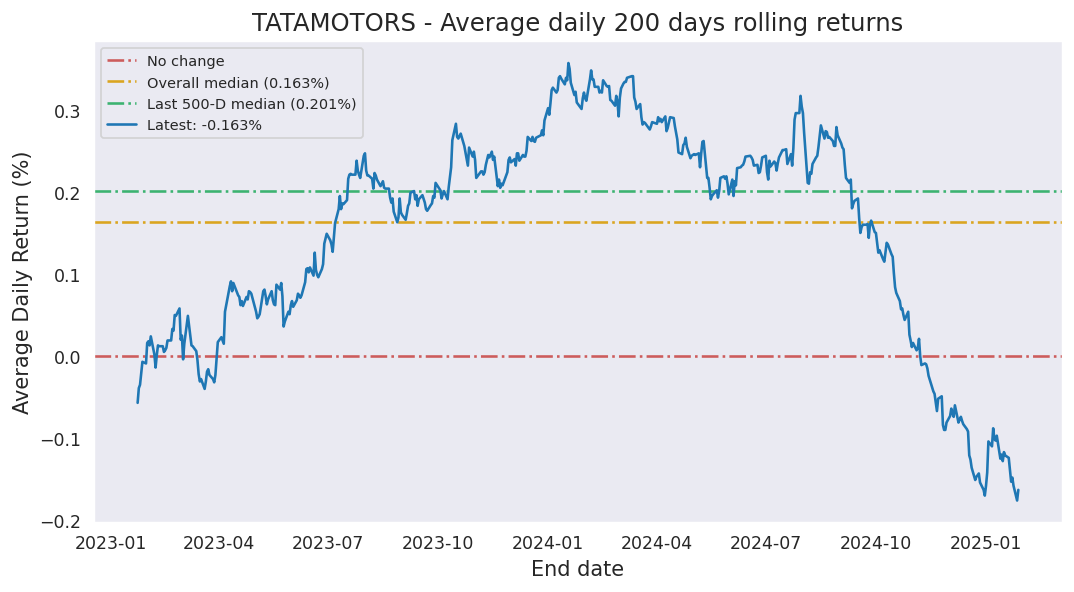 TATAMOTORS - Average daily 200 days rolling returns
No change
Overall median (0.163%)
Last 500-D median (0.201%)
Latest: -0.163%
Average Daily Return (%)
0.3
0.2
0.1
0.0
−0.1
−0.2
2023-01 2023-04 2023-07 2023-10 2024-01 2024-04 2024-07 2024-10 2025-01
End date